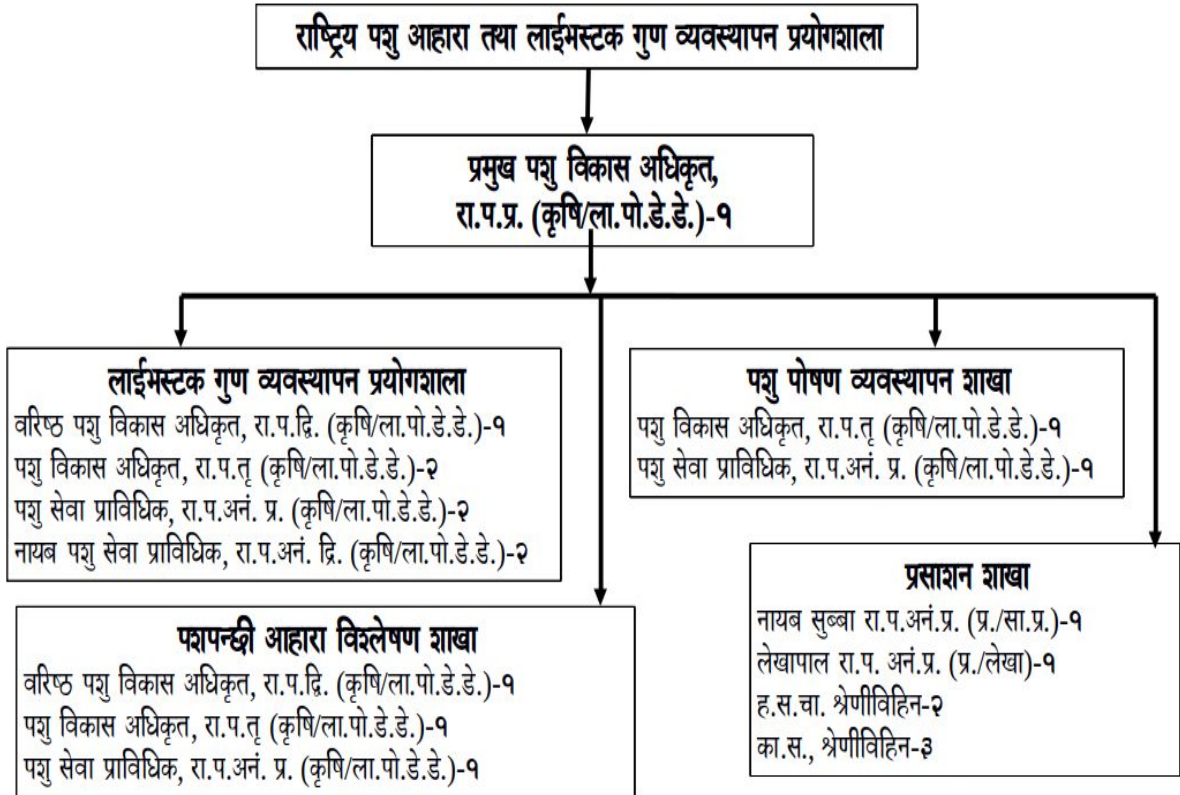 राष्ट्रिय पशु आहारा तथा लाईभस्टक गुण व्यवस्थापन प्रयोगशाला
प्रमुख पशु विकास अधिकृत,
रा.प.प्र. (कृषि/ला.पो.डे.डे.)-१
लाईभस्टक गुण व्यवस्थापन प्रयोगशाला
वरिष्ठ पशु विकास अधिकृत, रा.प.द्वि. (कृषि/ला.पो.डे.डे.)-१
पशु विकास अधिकृत, रा.प.तृ (कृषि/ला.पो.डे.डे.)-२
पशु सेवा प्राविधिक, रा.प.अनं. प्र. (कृषि/ला.पो.डे.डे.)-२
नायब पशु सेवा प्राविधिक, रा.प.अनं. द्वि. (कृषि/ला.पो.डे.डे.)-२
पशु पोषण व्यवस्थापन शाखा
पशु विकास अधिकृत, रा.प.तृ (कृषि/ला.पो.डे.डे.)-१
पशु सेवा प्राविधिक, रा.प.अनं. प्र. (कृषि/ला.पो.डे.डे.)-१
पशपन्छी आहारा विश्लेषण शाखा
वरिष्ठ पशु विकास अधिकृत, रा.प.द्वि. (कृषि/ला.पो.डे.डे.)-१
पशु विकास अधिकृत, रा.प.तृ (कृषि/ला.पो.डे.डे.)-१
पशु सेवा प्राविधिक, रा.प.अनं. प्र. (कृषि/ला.पो.डे.डे.)-१
प्रसाशन शाखा
नायब सुब्बा रा.प.अनं.प्र. (प्र./सा.प्र.)-१
लेखापाल रा.प. अनं.प्र. (प्र./लेखा)-१
ह.स.चा. श्रेणीविहिन-२
का.स., श्रेणीविहिन-३